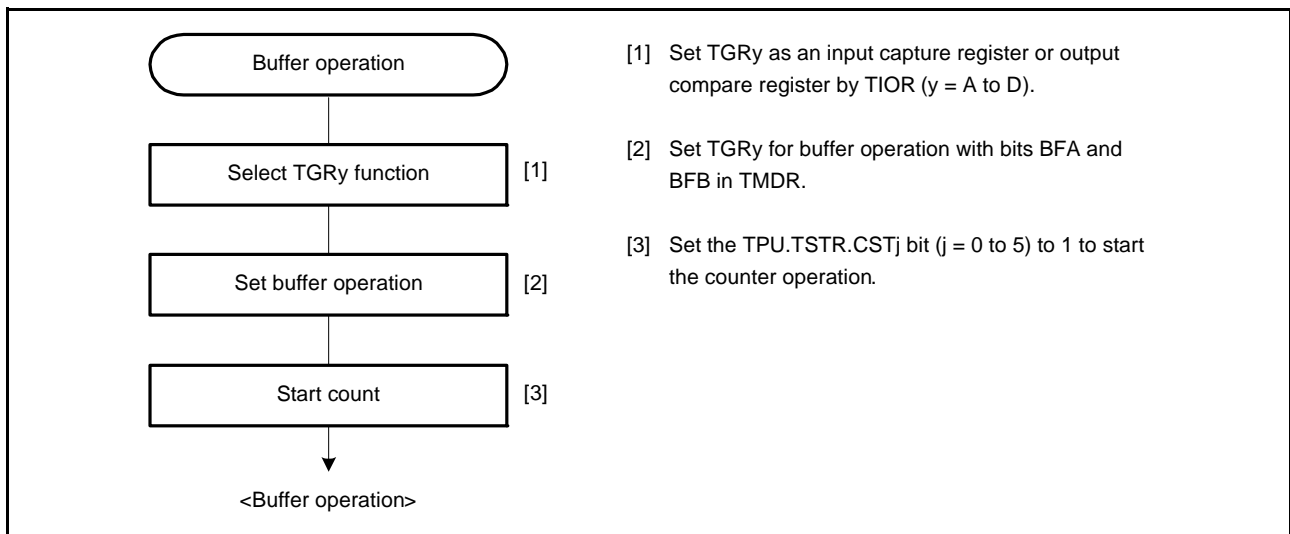 Buffer operation
Select TGRy function
[1]
Set buffer operation
[2]
Start count
[3]
<Buffer operation>
[1] Set TGRy as an input capture register or output
compare register by TIOR (y = A to D).
[2] Set TGRy for buffer operation with bits BFA and
BFB in TMDR.
[3] Set the TPU.TSTR.CSTj bit (j = 0 to 5) to 1 to start
the counter operation.